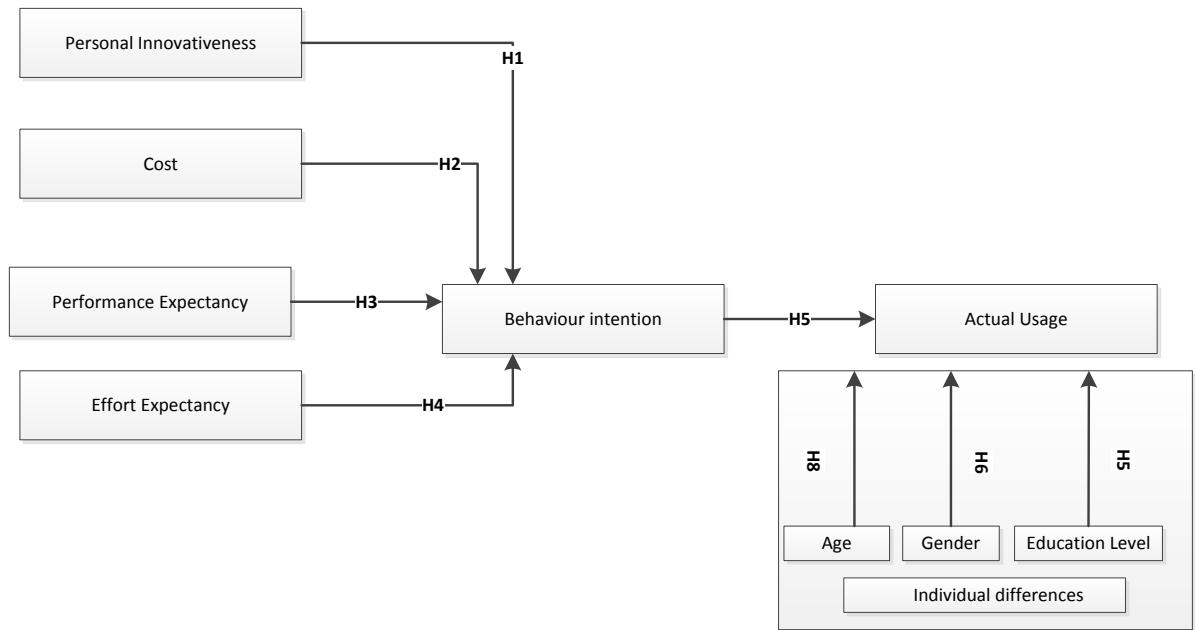 Personal Innovativeness
H1
Cost
H2
Performance Expectancy
H3
Behaviour intention
H5
Actual Usage
Effort Expectancy
H4
H8
H6
H5
Age
Gender
Education Level
Individual differences